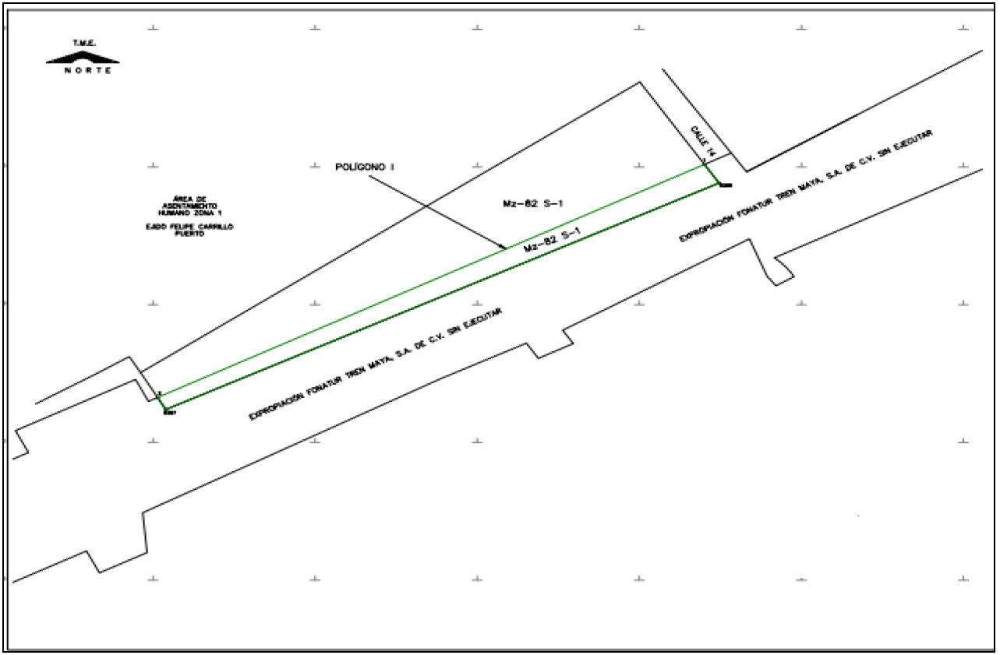 T.M.E.
NORTE
CALLE 14
POLÍGONO I
ÁREA DE
ASENTAMIENTO
HUMANO ZONA 1
EJIDO FELIPE CARRILLO
PUERTO
Mz-82 S-1
Mz-82 S-1
EXPROPIACIÓN FONATUR TREN MAYA, S.A. DE C.V. SIN EJECUTAR
EXPROPIACIÓN FONATUR TREN MAYA, S.A. DE C.V. SIN EJECUTAR